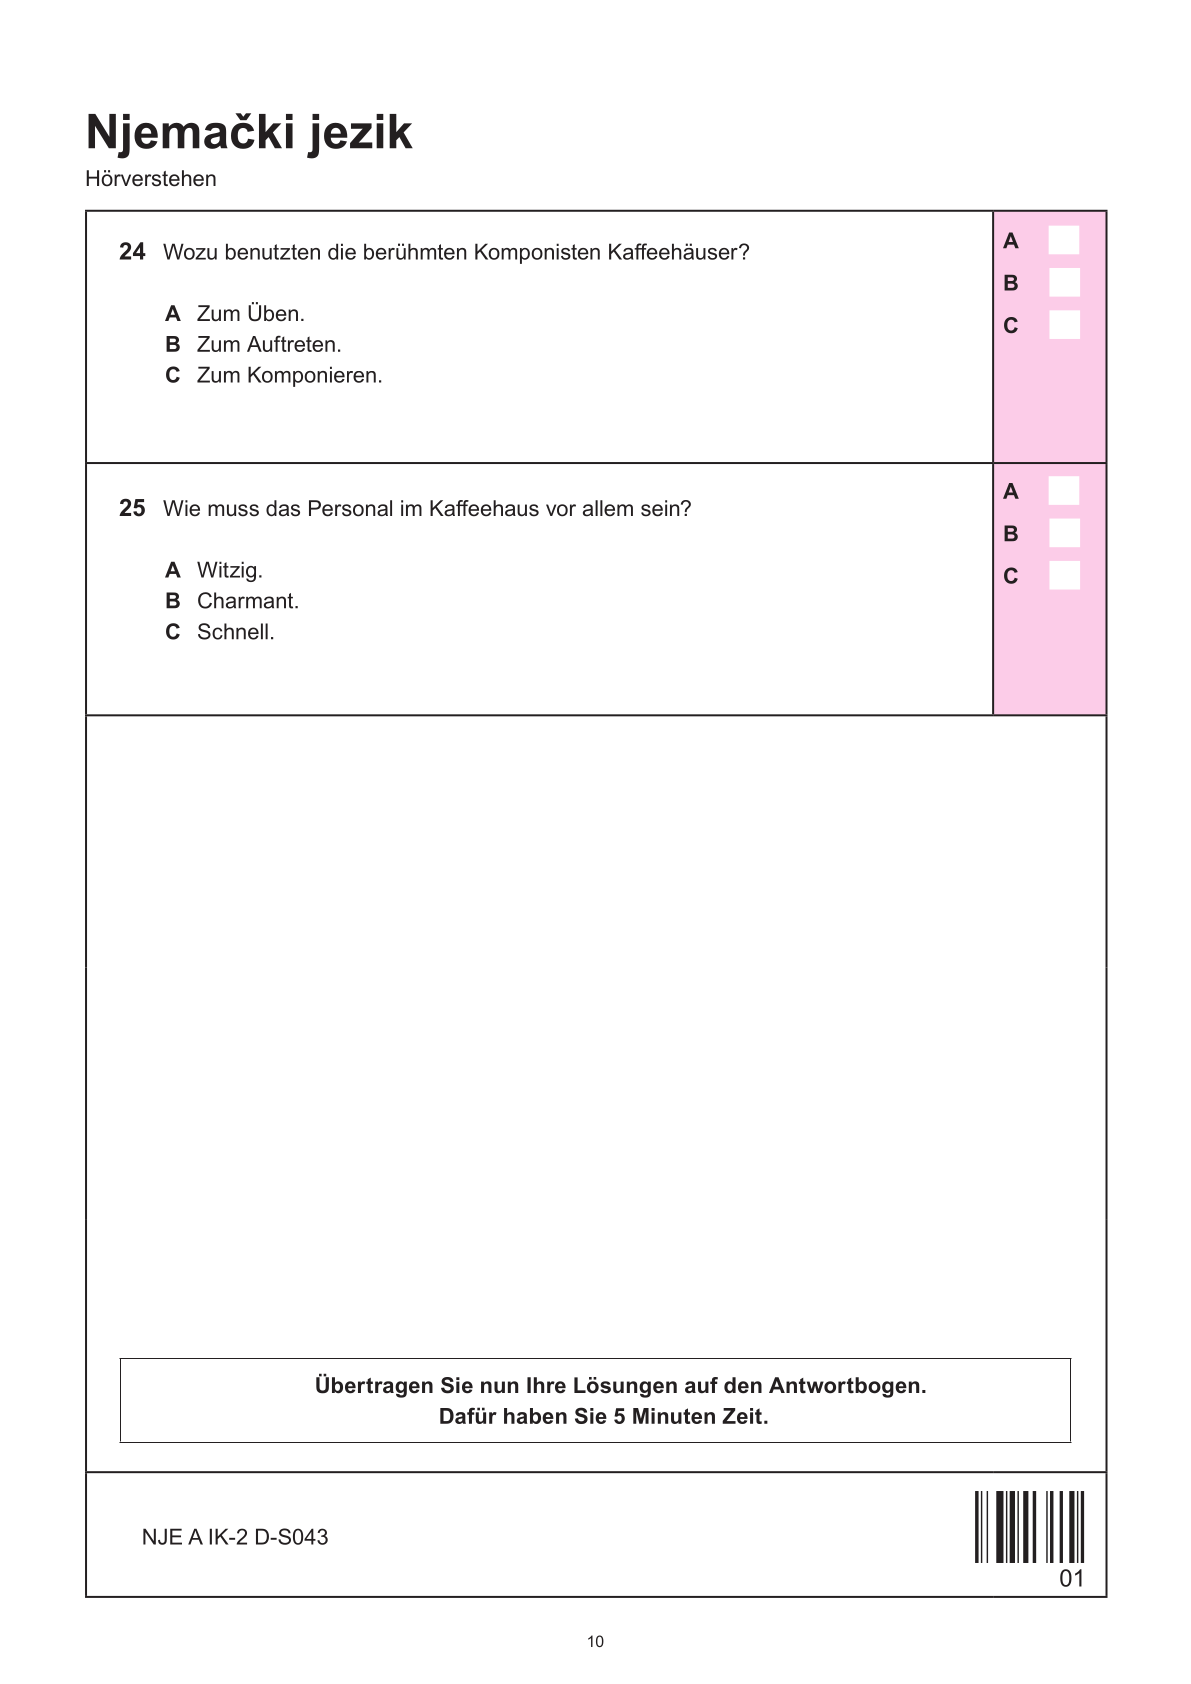 Njemački jezik
Hörverstehen
24 Wozu benutzten die berühmten Komponisten Kaffeehäuser?
A Zum Üben.
B Zum Auftreten.
C Zum Komponieren.
A
B
C
25 Wie muss das Personal im Kaffeehaus vor allem sein?
A Witzig.
B Charmant.
C Schnell.
A
B
C
Übertragen Sie nun Ihre Lösungen auf den Antwortbogen.
Dafür haben Sie 5 Minuten Zeit.
NJE A IK-2 D-S043
01
10